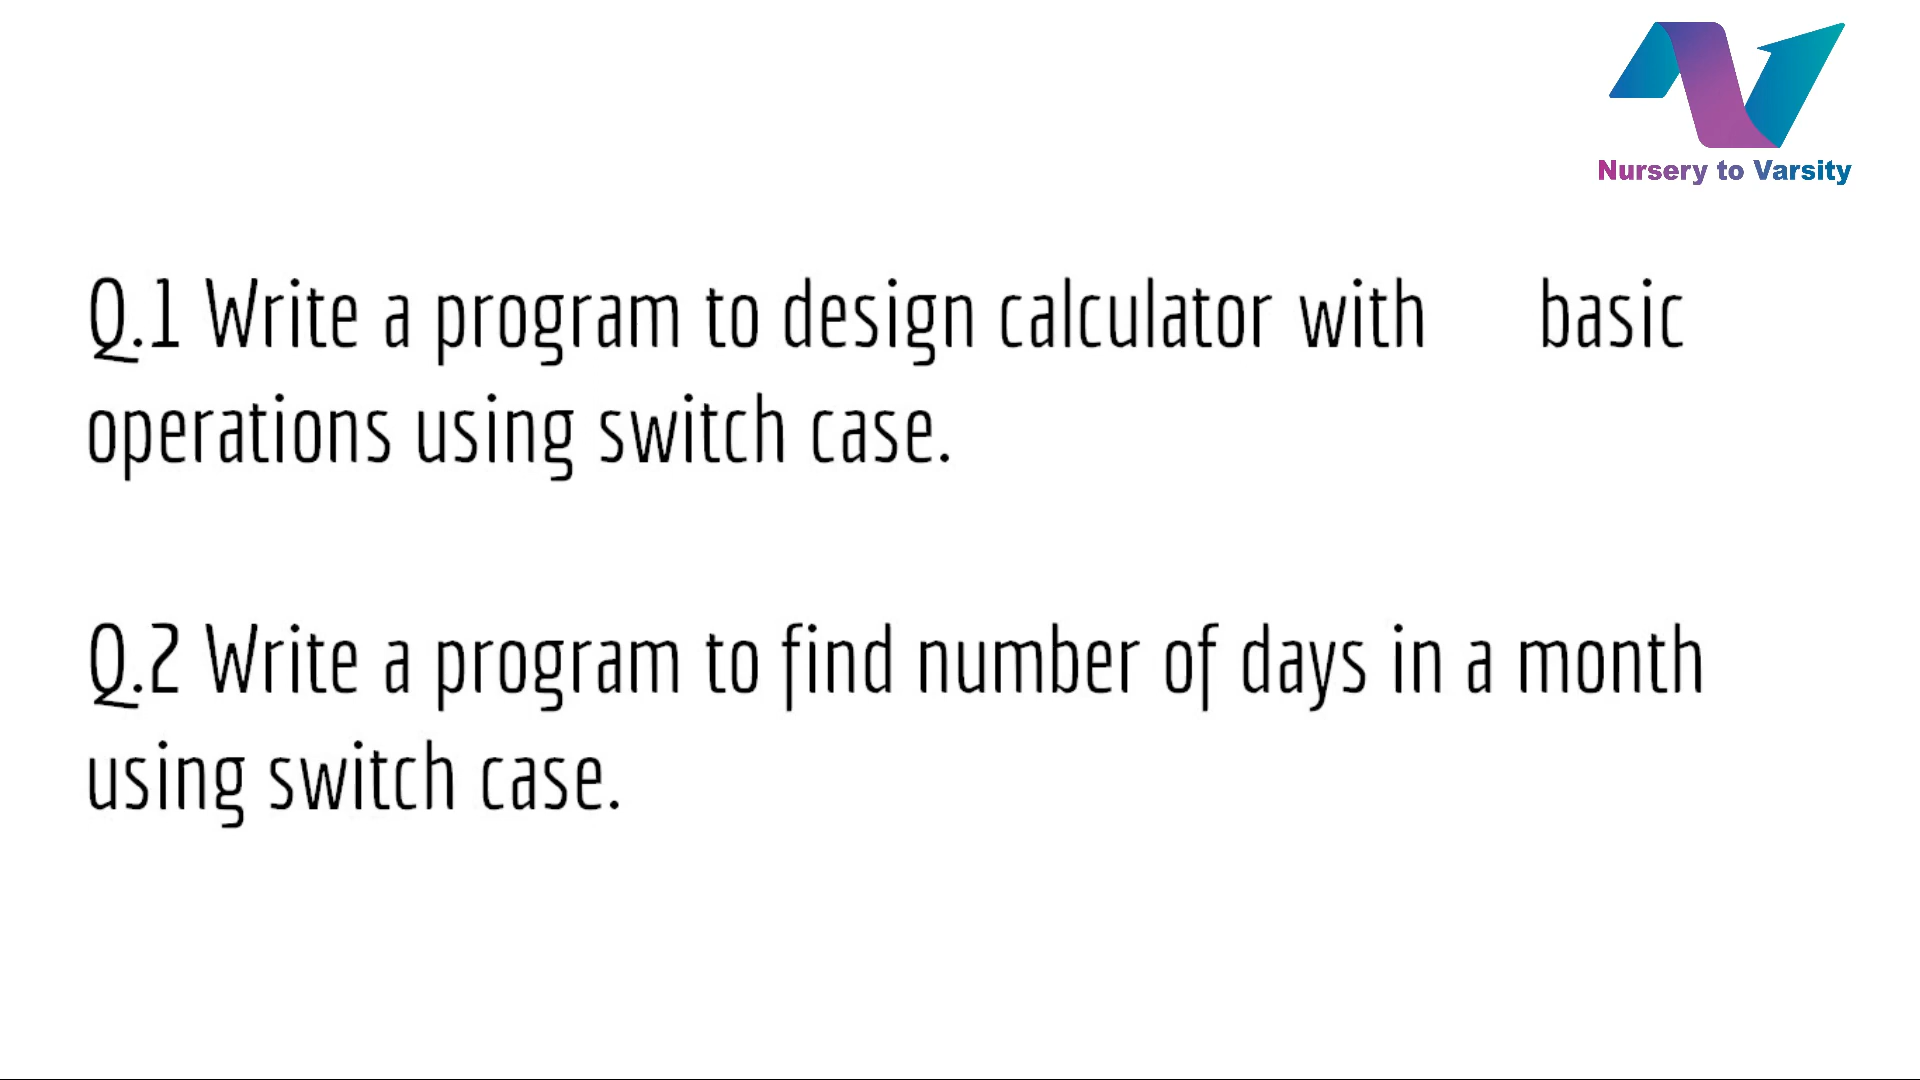 Nursery to Varsity
Q.1 Write a program to design calculator with basic
operations using switch case.
Q.2 Write a program to find number of days in a month
using switch case.